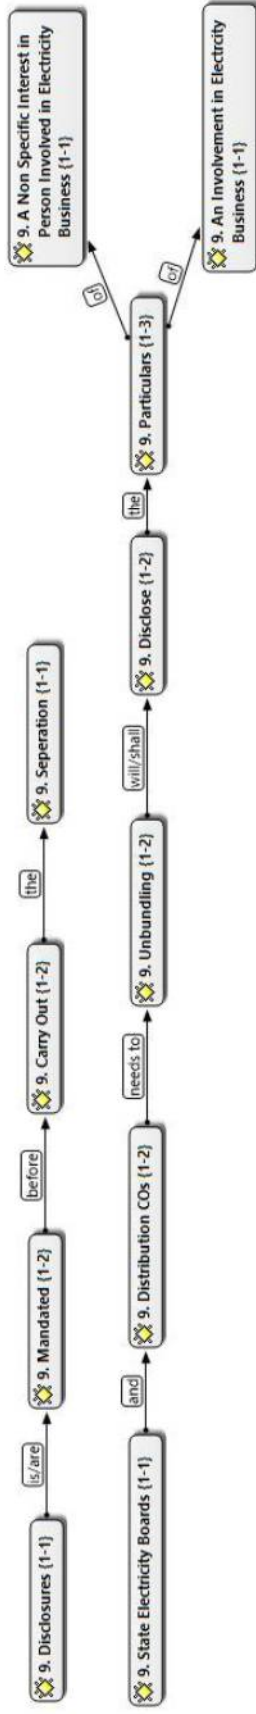 9. Disclosures {1-1}
is/are
9. Mandated {1-2}
before
9. Carry Out {1-2}
the
9. Seperation {1-1}
9. State Electricity Boards {1-1}
and
9. Distribution COs {1-2}
needs to
9. Unbundling {1-2}
will/shall
9. Disclose {1-2}
the
9. Particulars {1-3}
of
9. A Non Specific Interest in
Person Involved in Electricity
Business {1-1}
of
9. An Involvement in Electrcity
Business {1-1}